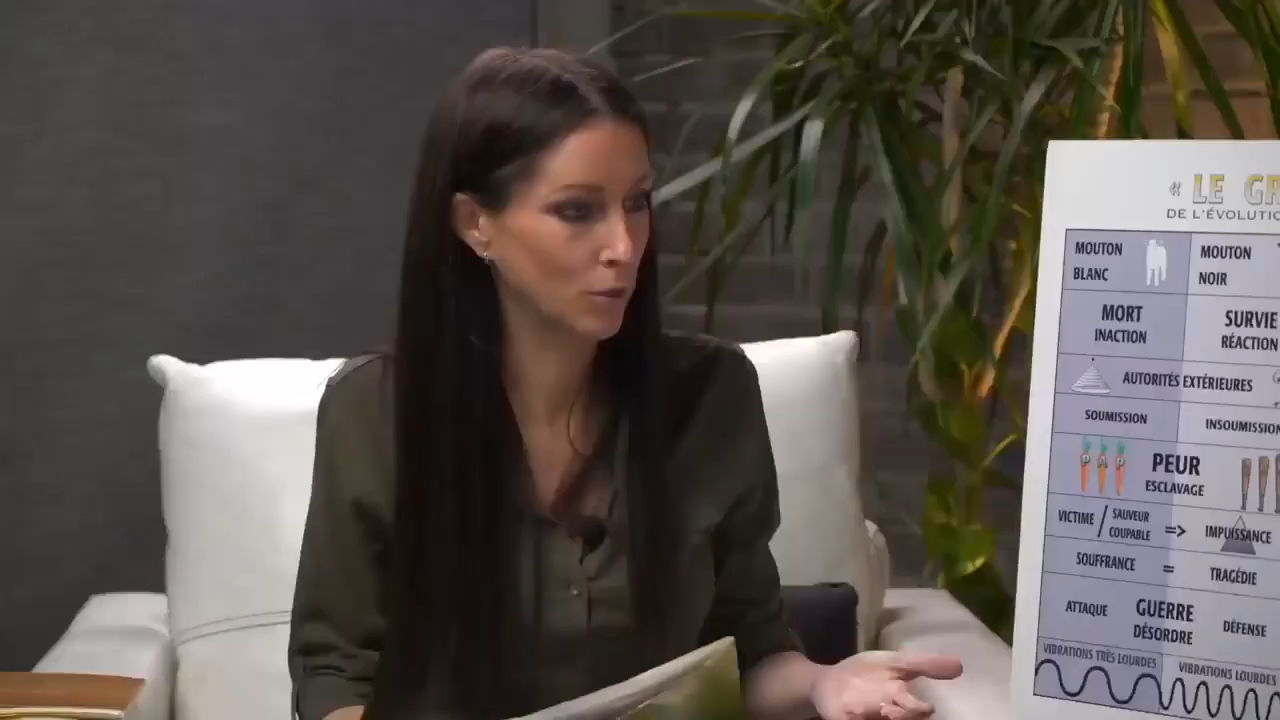 « LE GR
DE L'ÉVOLUTIO
MOUTON
BLANC
MOUTON
NOIR
MORT
INACTION
SURVIE
RÉACTION
AUTORITÉS EXTÉRIEURES
SOUMISSION
INSOUMISSION
P A P
PEUR
ESCLAVAGE
VICTIME / SAUVEUR
COUPABLE
=> IMPUISSANCE
SOUFFRANCE = TRAGÉDIE
ATTAQUE
GUERRE
DÉSORDRE
DÉFENSE
VIBRATIONS TRÈS LOURDES
VIBRATIONS LOURDES